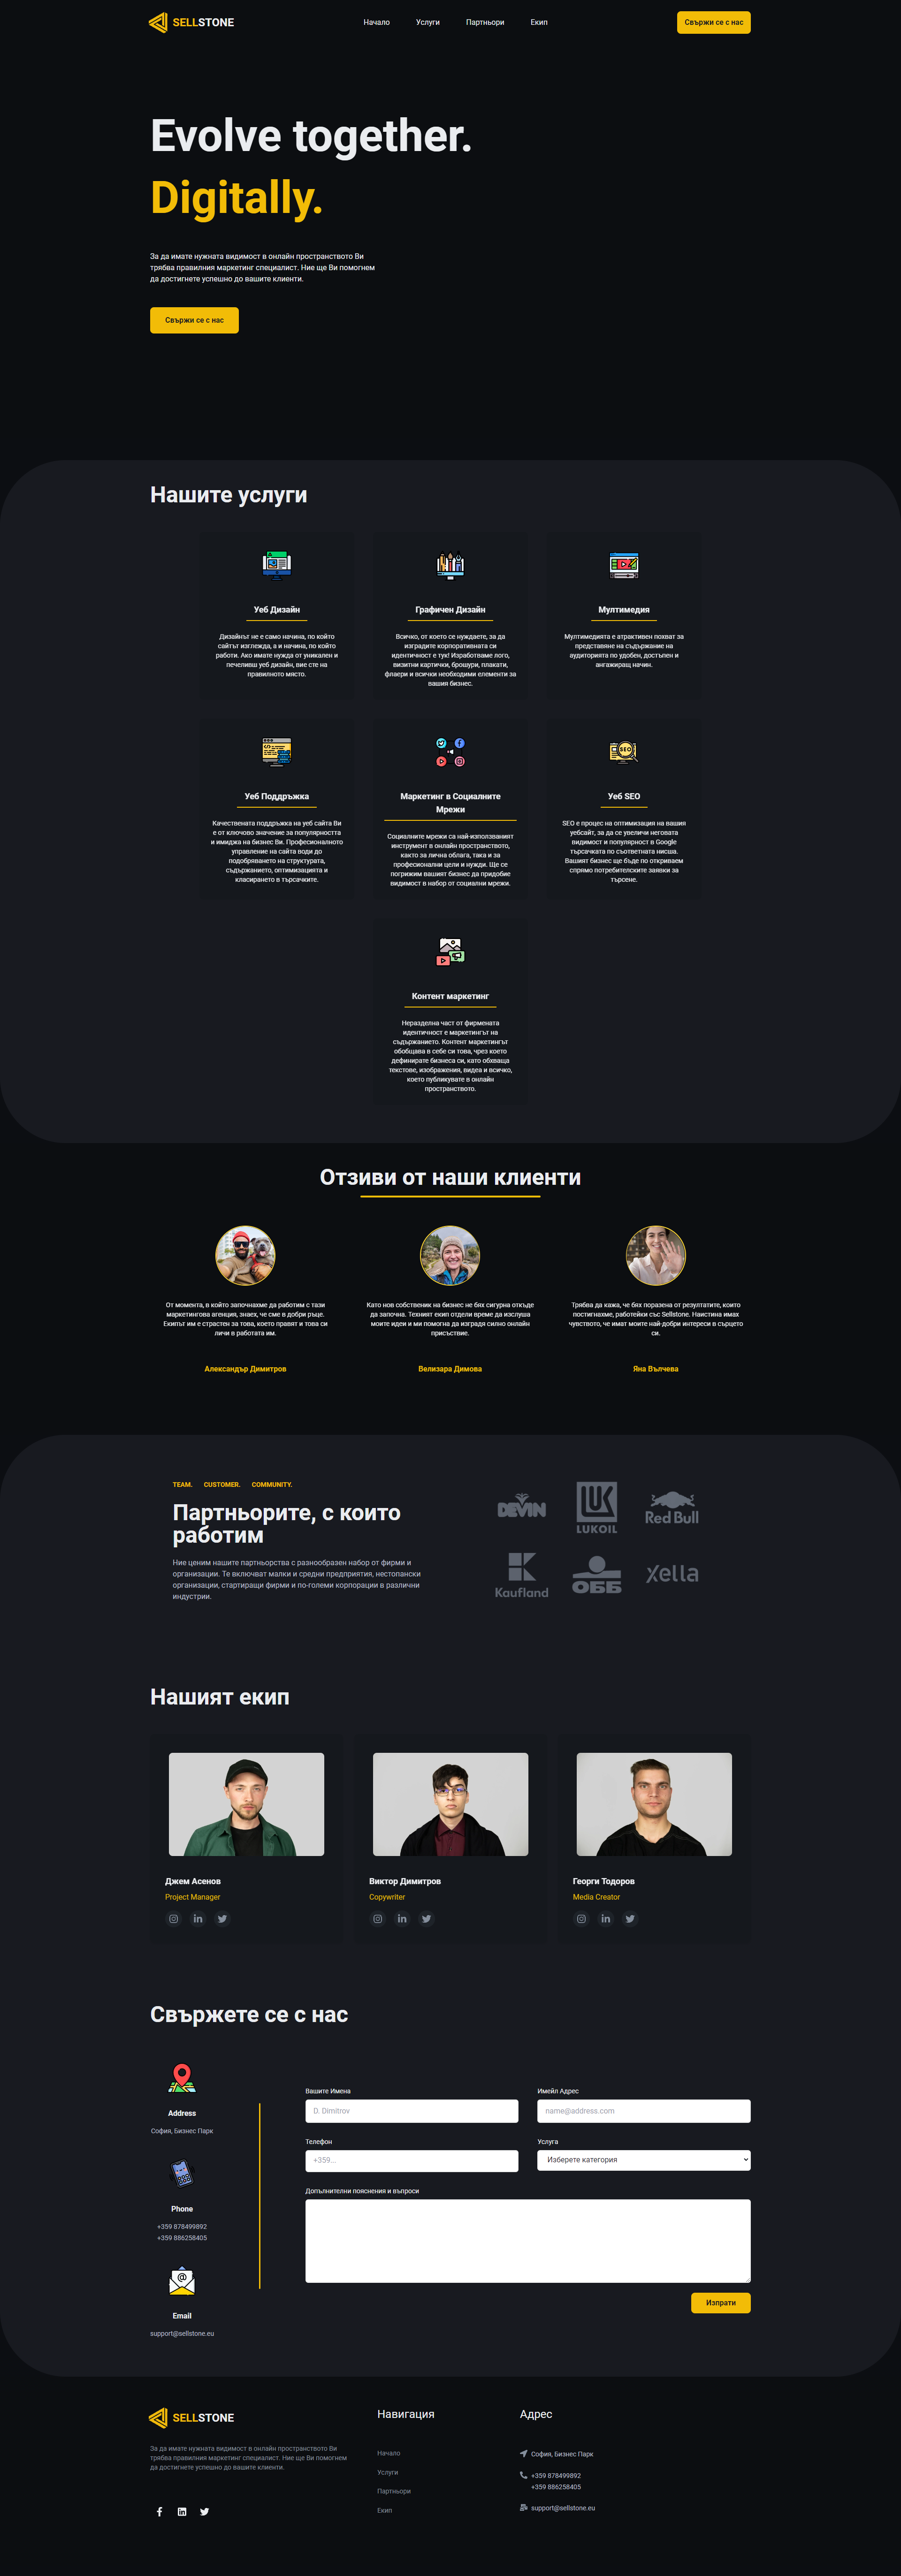 SELLSTONE
Начало
Услуги
Партньори
Екип
Свържи се с нас
Evolve together.
Digitally.
За да имате нужната видимост в онлайн пространството Ви
трябва правилния маркетинг специалист. Ние ще Ви помогнем
да достигнете успешно до вашите клиенти.
Свържи се с нас
Нашите услуги
Уеб Дизайн
Дизайнът не е само начина, по който
сайтът изглежда, а и начина, по който
работи. Ако имате нужда от уникален и
печеливш уеб дизайн, вие сте на
правилното място.
Графичен Дизайн
Всичко, от което се нуждаете, за да
изградите корпоративната си
идентичност е тук! Изработваме лого,
визитни картички, брошури, плакати,
флаери и всички необходими елементи за
вашия бизнес.
Мултимедия
Мултимедията е атрактивен похват за
представяне на съдържание на
аудиторията по удобен, достъпен и
ангажиращ начин.
Уеб Поддръжка
Качествената поддръжка на уеб сайта Ви
е от ключово значение за популярността
и имиджа на бизнес Ви. Професионалното
управление на сайта води до
подобряването на структурата,
съдържанието, оптимизацията и
класирането в търсачките.
Маркетинг в Социалните
Мрежи
Социалните мрежи са най-използваният
инструмент в онлайн пространството,
както за лична облага, така и за
професионални цели и нужди. Ще се
погрижим вашият бизнес да придобие
видимост в набор от социални мрежи.
SEO
Уеб SEO
SEO е процес на оптимизация на вашия
уебсайт, за да се увеличи неговата
видимост и популярност в Google
търсачката по съответната нисша.
Вашият бизнес ще бъде по откриваем
спрямо потребителските заявки за
търсене.
Контент маркетинг
Неразделна част от фирмената
идентичност е маркетингът на
съдържанието. Контент маркетингът
обобщава в себе си това, чрез което
дефинирате бизнеса си, като обхваща
текстове, изображения, видеа и всичко,
което публикувате в онлайн
пространството.
Отзиви от наши клиенти
От момента, в който започнахме да работим с тази
маркетингова агенция, знаех, че сме в добри ръце.
Екипът им е страстен за това, което правят и това си
личи в работата им.
Александър Димитров
Като нов собственик на бизнес не бях сигурна откъде
да започна. Техният екип отдели време да изслуша
моите идеи и ми помогна да изградя силно онлайн
присъствие.
Велизара Димова
Трябва да кажа, че бях поразена от резултатите, които
постигнахме, работейки със Sellstone. Наистина имах
чувството, че имат моите най-добри интереси в сърцето
си.
Яна Вълчева
TEAM. CUSTOMER. COMMUNITY.
Партньорите, с които
работим
Ние ценим нашите партньорства с разнообразен набор от фирми и
организации. Те включват малки и средни предприятия, нестопански
организации, стартиращи фирми и по-големи корпорации в различни
индустрии.
DEVIN
LUK
LUKOIL
Red Bull
Kaufland
ОББ
xella
Нашият екип
Джем Асенов
Project Manager
Виктор Димитров
Copywriter
Георги Тодоров
Media Creator
Свържете се с нас
Address
София, Бизнес Парк
Phone
+359 878499892
+359 886258405
Email
support@sellstone.eu
Вашите Имена
D. Dimitrov
Имейл Адрес
name@address.com
Телефон
+359...
Услуга
Изберете категория
Допълнителни пояснения и въпроси
Изпрати
SELLSTONE
За да имате нужната видимост в онлайн пространството Ви
трябва правилния маркетинг специалист. Ние ще Ви помогнем
да достигнете успешно до вашите клиенти.
Навигация
Начало
Услуги
Партньори
Екип
Адрес
София, Бизнес Парк
+359 878499892
+359 886258405
support@sellstone.eu